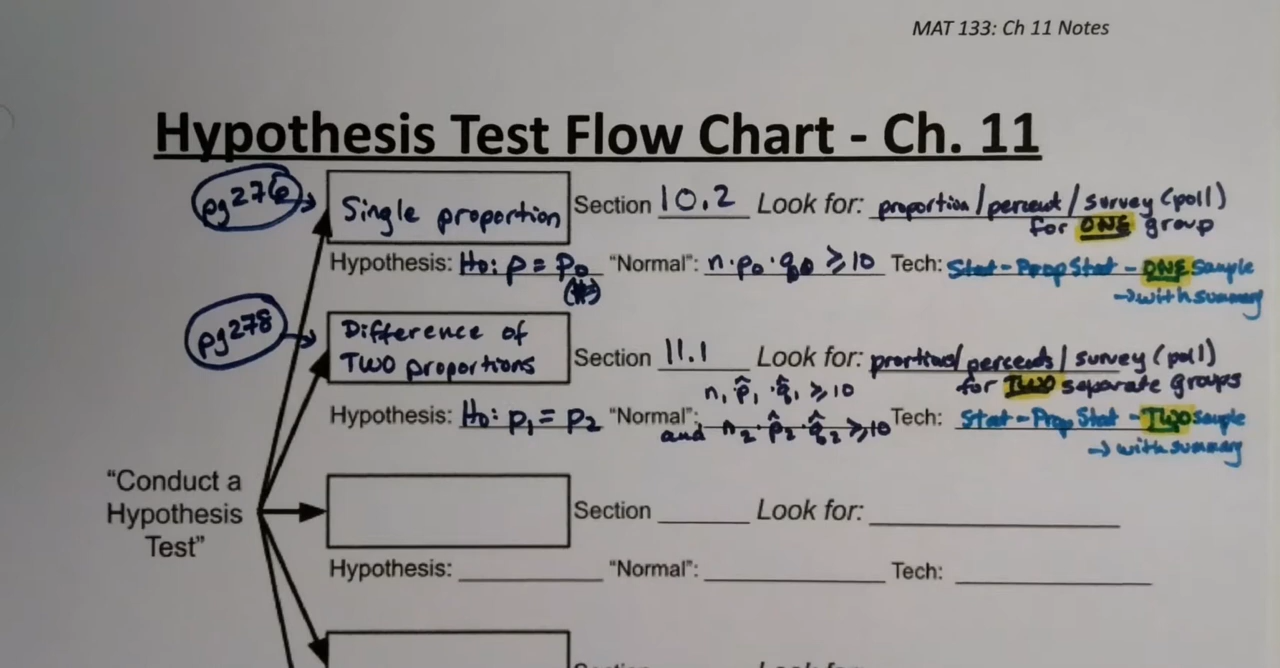 MAT 133: Ch 11 Notes
Hypothesis Test Flow Chart - Ch. 11
pg 276
Single proportion
Section 10.2 Look for: proportion/percent/survey (poll)
for ONE group
Hypothesis: H₀: p = p₀ "Normal": n·p₀·q₀ ≥ 10 Tech: Stat - Prop Stat - ONE sample
(#)
→ with summary
pg 278
Difference of
TWO proportions
Section 11.1 Look for: prortions/percents/survey (poll)
for TWO separate groups
n₁·p̂₁·q̂₁ ≥ 10
Hypothesis: H₀: p₁ = p₂ "Normal": and n₂·p̂₂·q̂₂ ≥ 10 Tech: Stat - Prop Stat - TWO sample
→ with summary
"Conduct a
Hypothesis
Test"
Section Look for:
Hypothesis: "Normal": Tech: